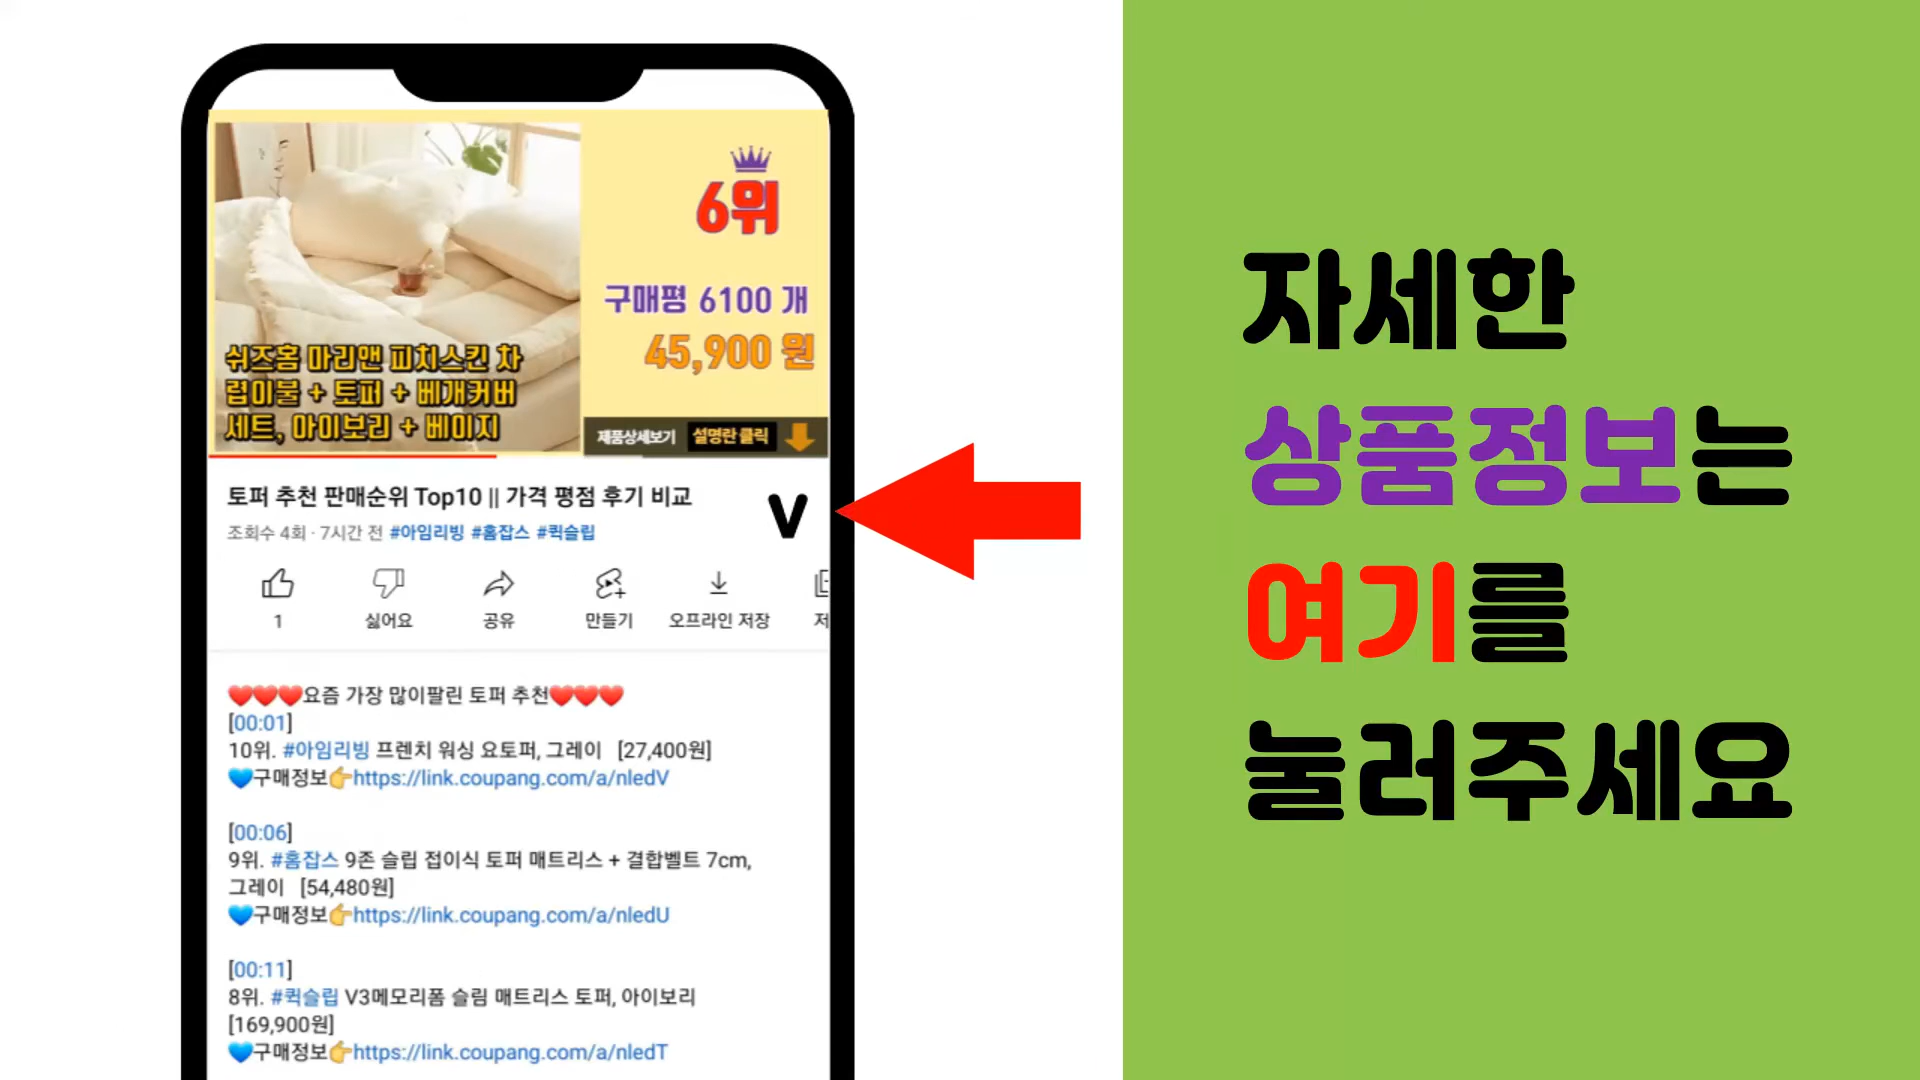 6위
구매평 6100 개
45,900 원
쉬즈홈 마리앤 피치스킨 차
렵이불 + 토퍼 + 베개커버
세트, 아이보리 + 베이지
제품상세보기 설명란 클릭
토퍼 추천 판매순위 Top10 || 가격 평점 후기 비교
V
조회수 4회 · 7시간 전 #아임리빙 #홈잡스 #퀵슬립
1 싫어요 공유 만들기 오프라인 저장 저
❤️❤️❤️요즘 가장 많이팔린 토퍼 추천❤️❤️❤️
[00:01]
10위. #아임리빙 프렌치 워싱 요토퍼, 그레이 [27,400원]
💙구매정보👉https://link.coupang.com/a/nledV
[00:06]
9위. #홈잡스 9존 슬립 접이식 토퍼 매트리스 + 결합벨트 7cm,
그레이 [54,480원]
💙구매정보👉https://link.coupang.com/a/nledU
[00:11]
8위. #퀵슬립 V3메모리폼 슬림 매트리스 토퍼, 아이보리
[169,900원]
💙구매정보👉https://link.coupang.com/a/nledT
자세한
상품정보는
여기를
눌러주세요